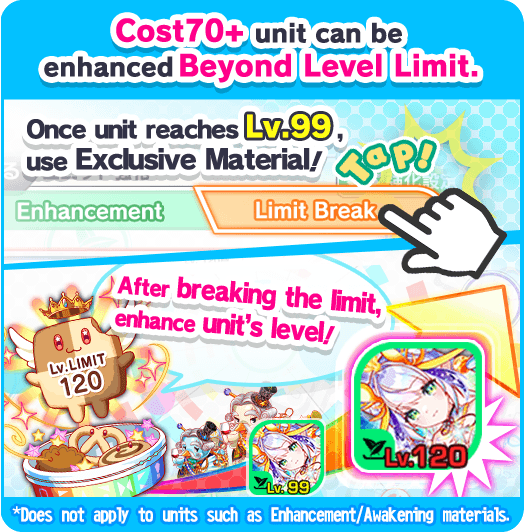 Cost70+ unit can be
enhanced Beyond Level Limit.
Once unit reaches Lv.99,
use Exclusive Material!
Tap!
Enhancement
Limit Break
After breaking the limit,
enhance unit's level!
Lv.LIMIT
120
Lv.99
Lv.120
*Does not apply to units such as Enhancement/Awakening materials.